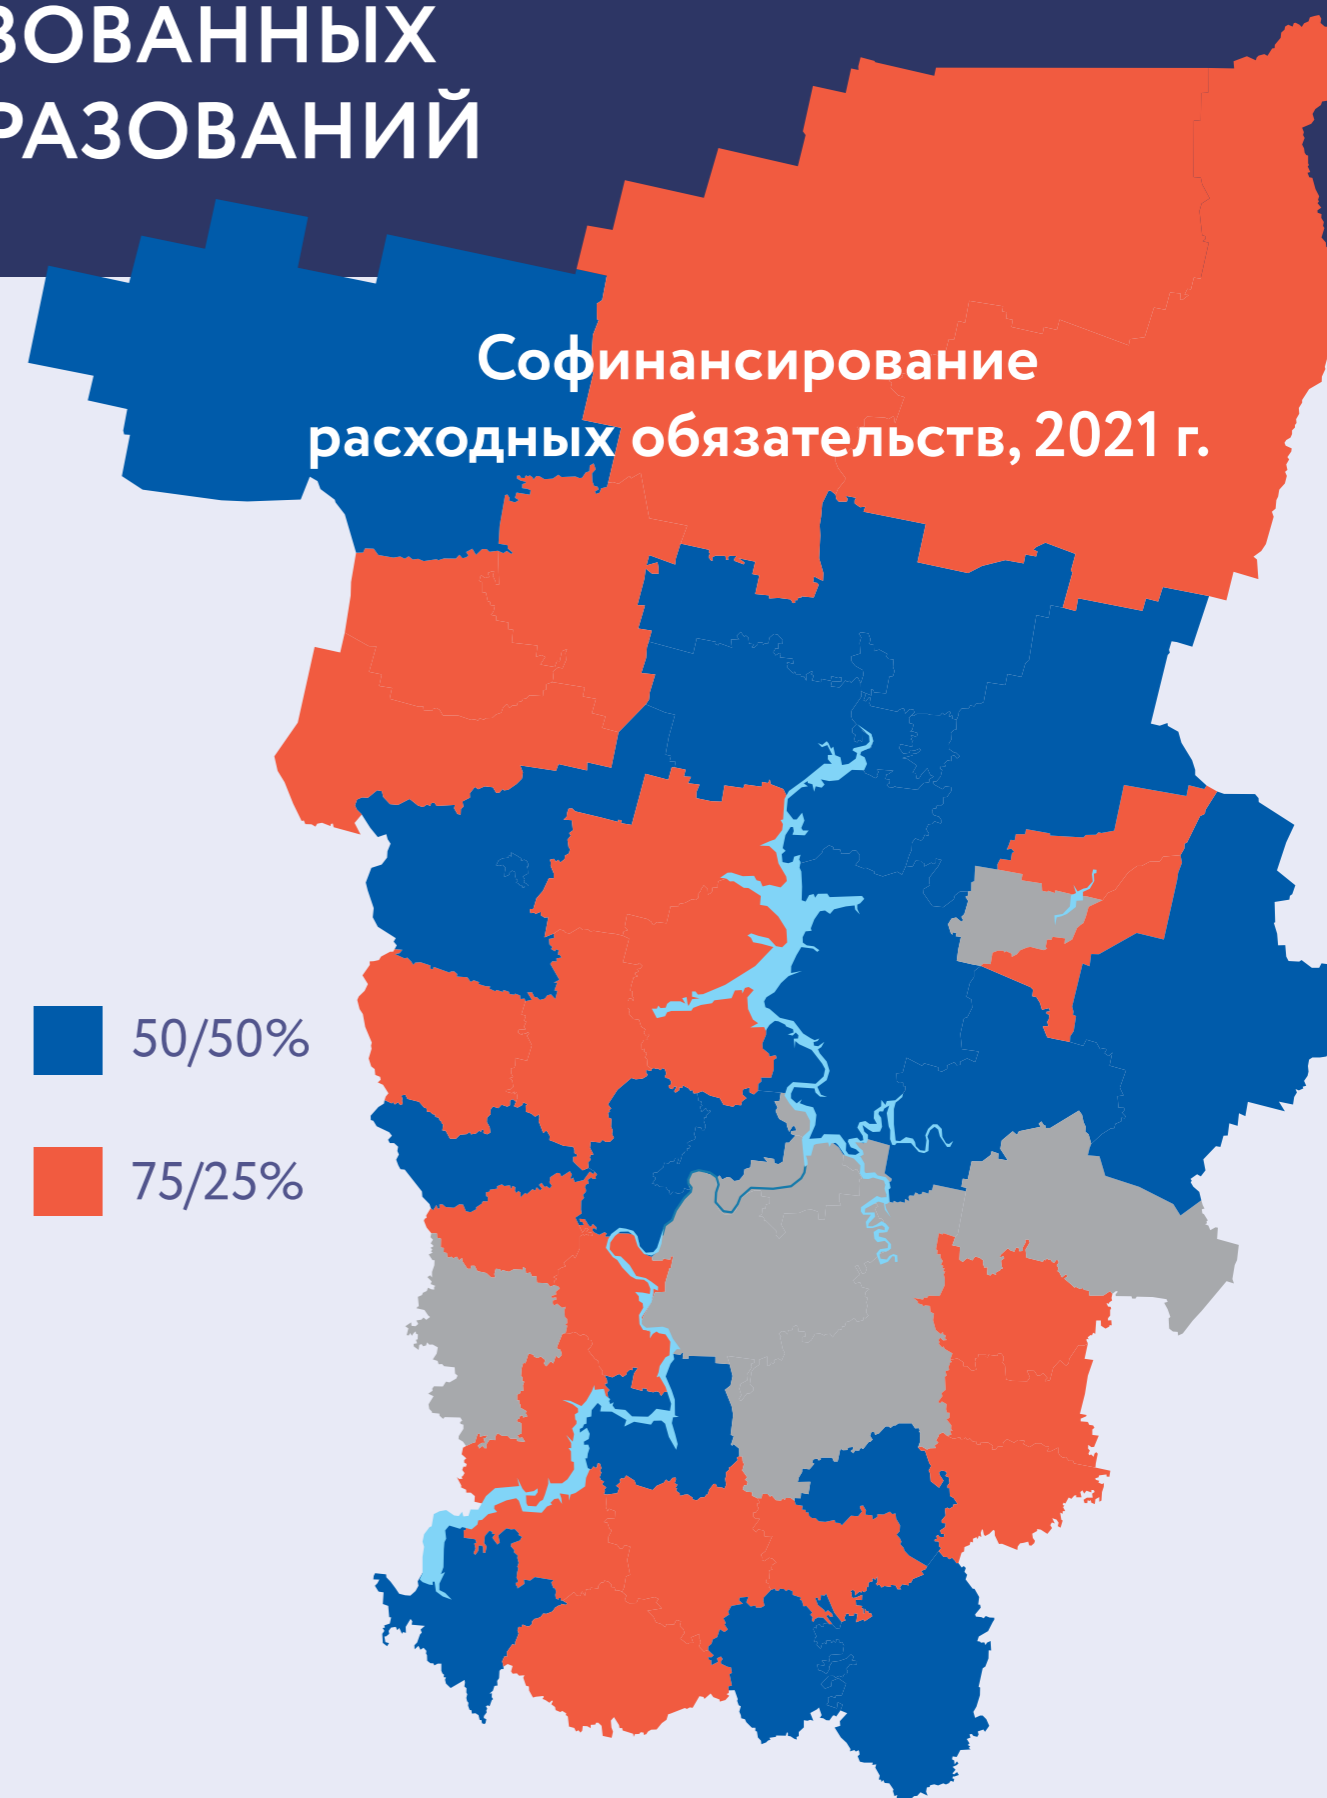 ЗОВАННЫХ
РАЗОВАНИЙ
Софинансирование
расходных обязательств, 2021 г.
50/50%
75/25%